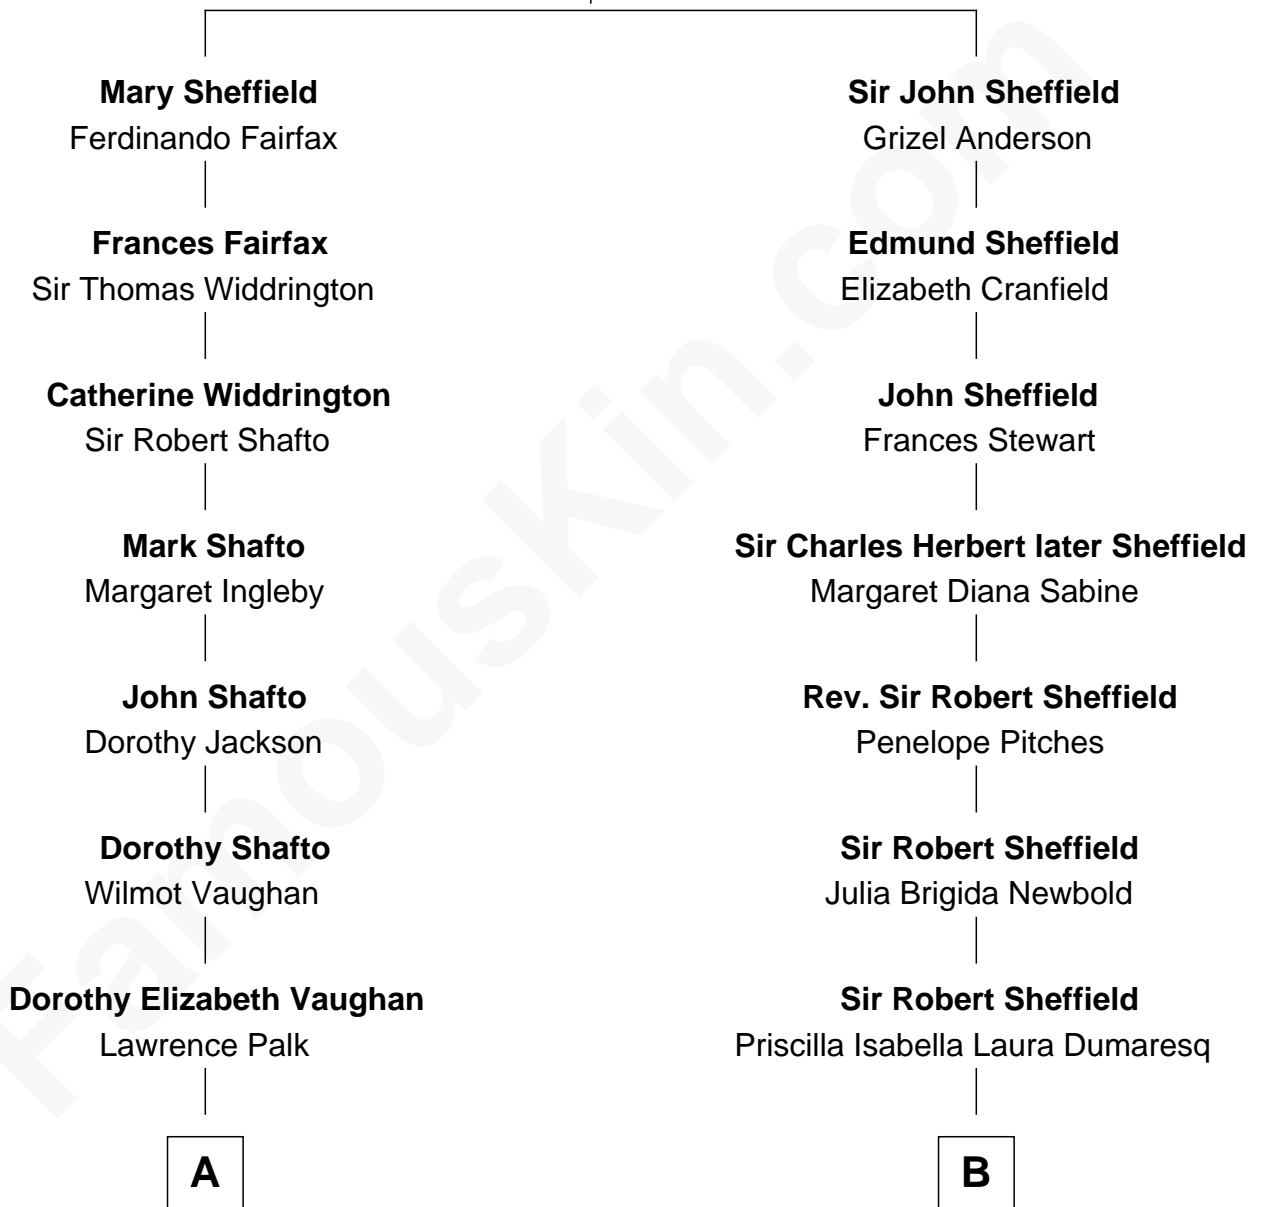 Mary Sheffield
Ferdinando Fairfax
Frances Fairfax
Sir Thomas Widdrington
Catherine Widdrington
Sir Robert Shafto
Mark Shafto
Margaret Ingleby
John Shafto
Dorothy Jackson
Dorothy Shafto
Wilmot Vaughan
Dorothy Elizabeth Vaughan
Lawrence Palk
A
Sir John Sheffield
Grizel Anderson
Edmund Sheffield
Elizabeth Cranfield
John Sheffield
Frances Stewart
Sir Charles Herbert later Sheffield
Margaret Diana Sabine
Rev. Sir Robert Sheffield
Penelope Pitches
Sir Robert Sheffield
Julia Brigida Newbold
Sir Robert Sheffield
Priscilla Isabella Laura Dumaresq
B
FamousKin.com